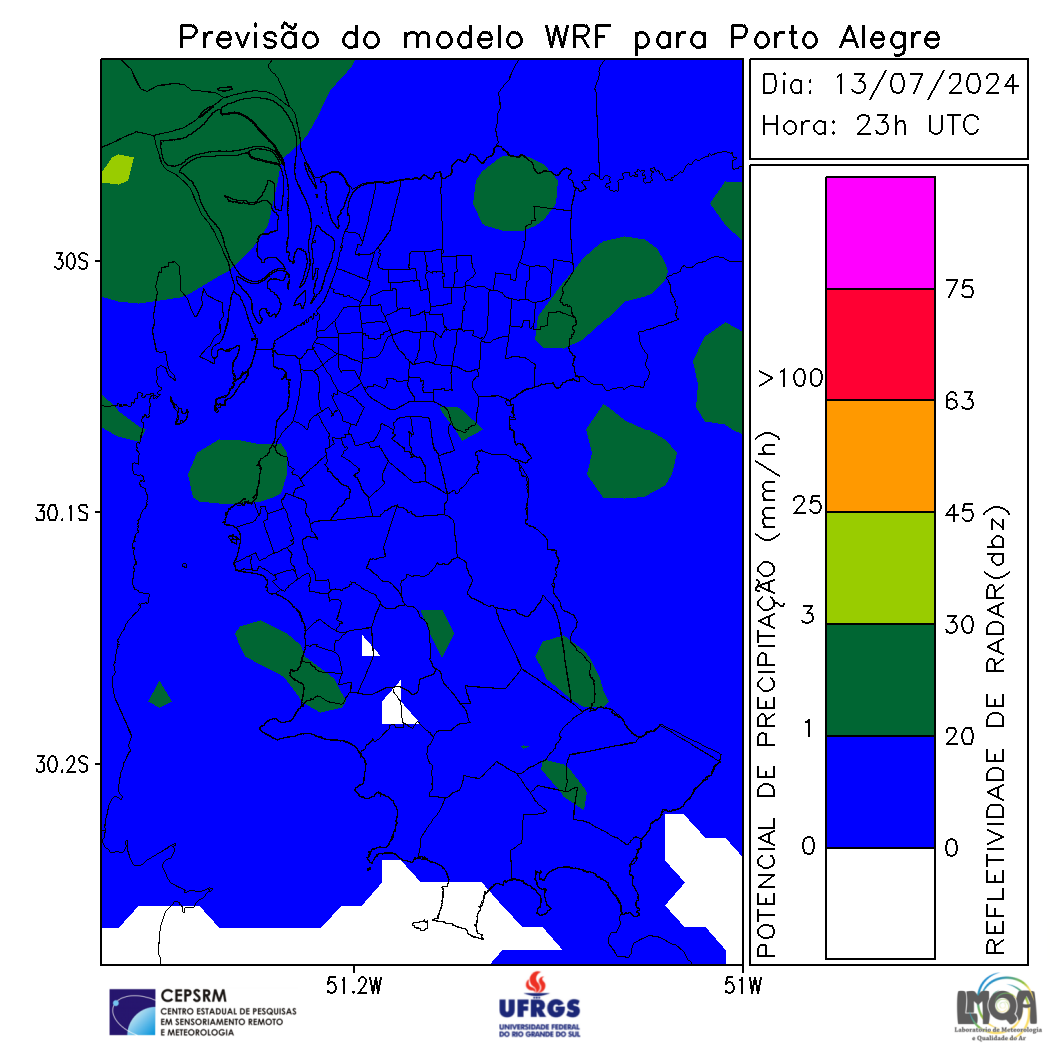 Previsão do modelo WRF para Porto Alegre
Dia: 13/07/2024
Hora: 23h UTC
30S
30.1S
30.2S
51.2W
51W
POTENCIAL DE PRECIPITAÇÃO (mm/h)
>100
25
3
1
0
75
63
45
30
20
0
REFLETIVIDADE DE RADAR(dbz)
CEPSRM
CENTRO ESTADUAL DE PESQUISAS
EM SENSORIAMENTO REMOTO
E METEOROLOGIA
UFRGS
UNIVERSIDADE FEDERAL
DO RIO GRANDE DO SUL
LMQA
Laboratório de Meteorologia
e Qualidade do Ar